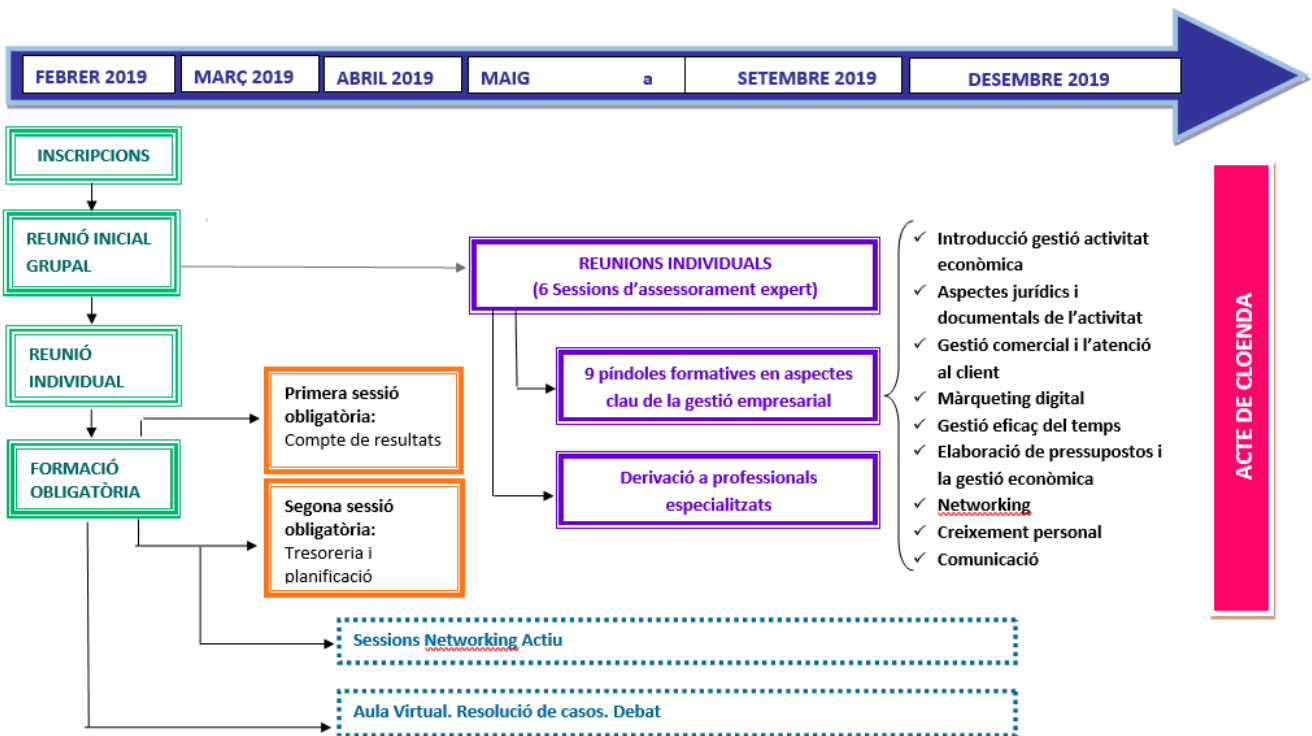 FEBRER 2019
MARÇ 2019
ABRIL 2019
MAIG a SETEMBRE 2019
DESEMBRE 2019
INSCRIPCIONS
REUNIÓ INICIAL
GRUPAL
REUNIÓ
INDIVIDUAL
FORMACIÓ
OBLIGATÒRIA
Primera sessió
obligatòria:
Compte de resultats
Segona sessió
obligatòria:
Tresoreria i
planificació
REUNIONS INDIVIDUALS
(6 Sessions d’assessorament expert)
9 píndoles formatives en aspectes
clau de la gestió empresarial
Derivació a professionals
especialitzats
✓ Introducció gestió activitat
econòmica
✓ Aspectes jurídics i
documentals de l’activitat
✓ Gestió comercial i l’atenció
al client
✓ Màrqueting digital
✓ Gestió eficaç del temps
✓ Elaboració de pressupostos i
la gestió econòmica
✓ Networking
✓ Creixement personal
✓ Comunicació
ACTE DE CLOENDA
Sessions Networking Actiu
Aula Virtual. Resolució de casos. Debat